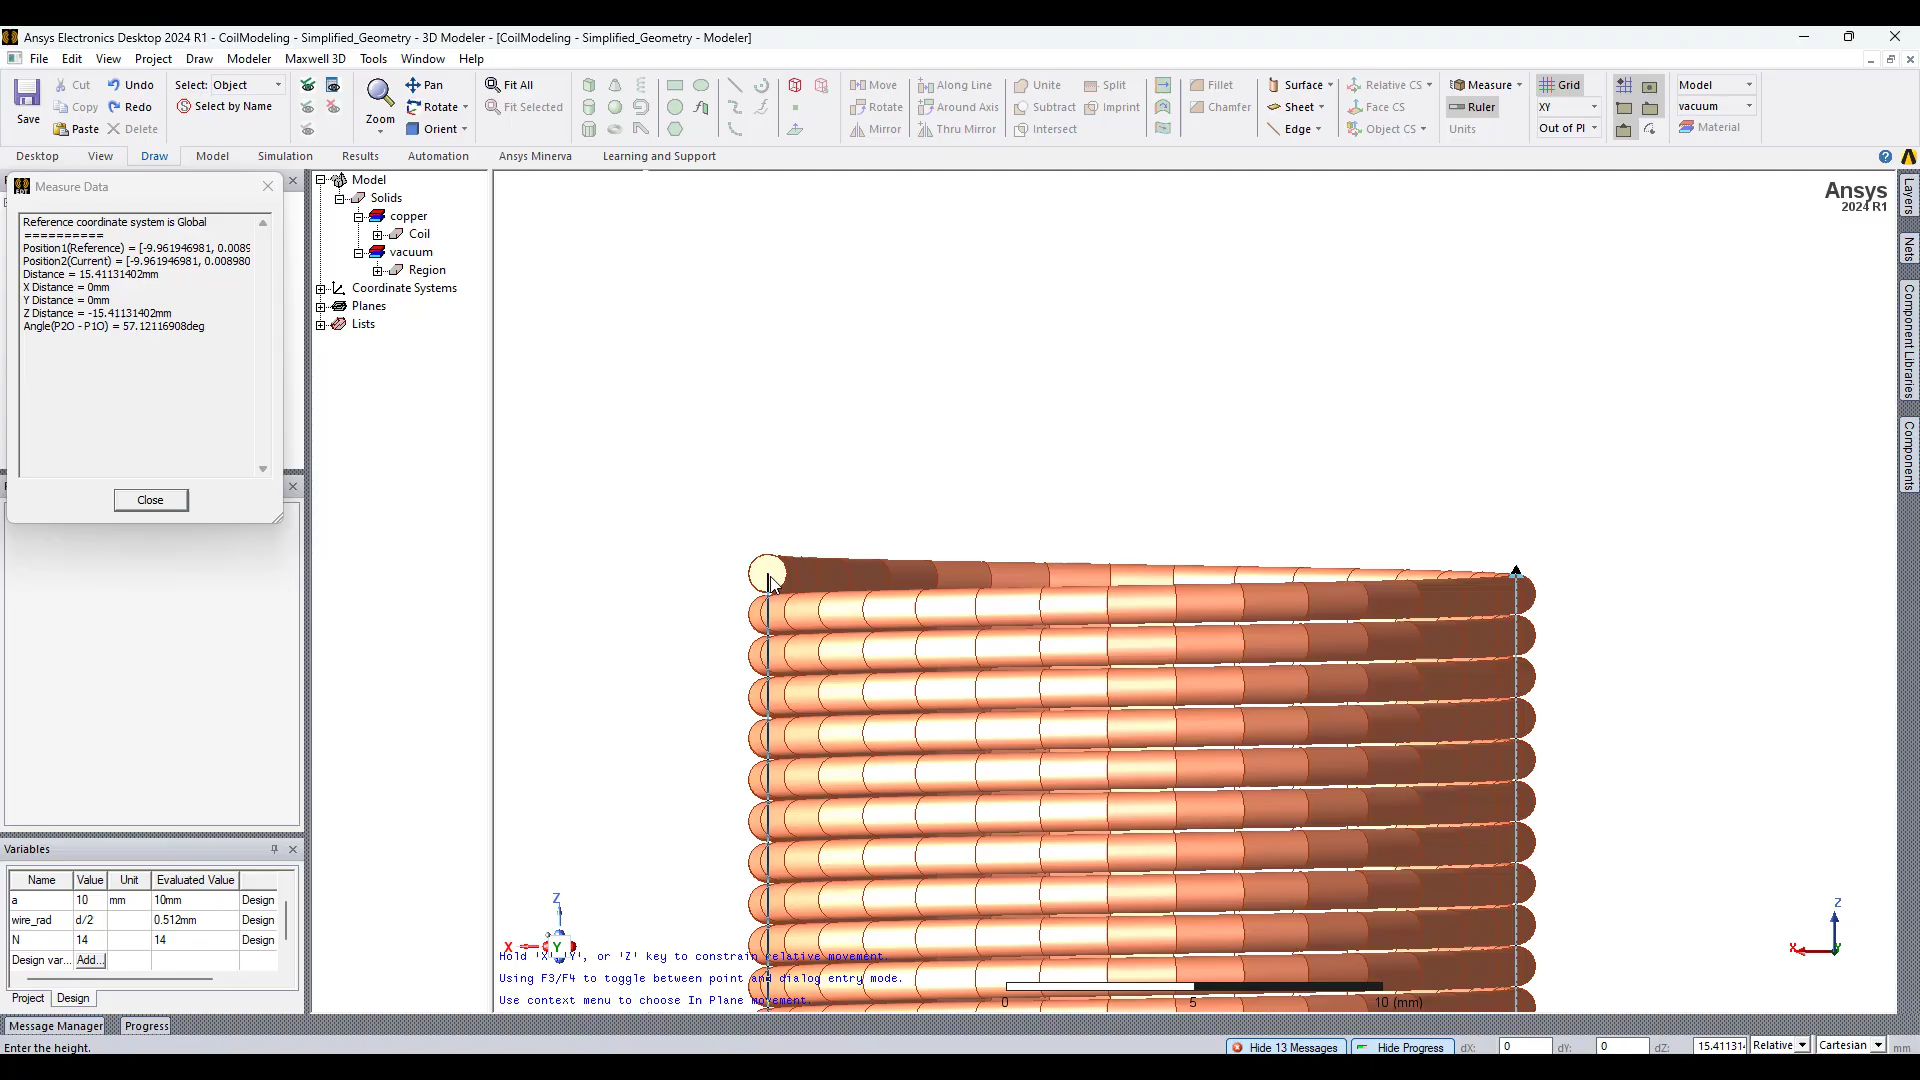 Ansys Electronics Desktop 2024 R1 - CoilModeling - Simplified_Geometry - 3D Modeler - [CoilModeling - Simplified_Geometry - Modeler]
File Edit View Project Draw Modeler Maxwell 3D Tools Window Help
Cut Undo Select: Object Pan Fit All Move Along Line Unite Split Fillet Surface Relative CS Measure Grid Model
Copy Redo Select by Name Rotate Fit Selected Rotate Around Axis Subtract Imprint Chamfer Sheet Face CS Ruler XY vacuum
Save Paste Delete Zoom Orient Mirror Thru Mirror Intersect Edge Object CS Units Out of Pl Material
Desktop View Draw Model Simulation Results Automation Ansys Minerva Learning and Support
Measure Data
Reference coordinate system is Global
==========
Position1(Reference) = [-9.961946981, 0.0089
Position2(Current) = [-9.961946981, 0.008980
Distance = 15.41131402mm
X Distance = 0mm
Y Distance = 0mm
Z Distance = -15.41131402mm
Angle(P2O - P1O) = 57.12116908deg
Close
Model
Solids
copper
Coil
vacuum
Region
Coordinate Systems
Planes
Lists
Ansys
2024 R1
Layers
Nets
Component Libraries
Components
Variables
Name Value Unit Evaluated Value
a 10 mm 10mm Design
wire_rad d/2 0.512mm Design
N 14 14 Design
Design var... Add...
Project Design
Z
X Y
Hold 'X', 'Y', or 'Z' key to constrain relative movement.
Using F3/F4 to toggle between point and dialog entry mode.
Use context menu to choose In Plane movement.
0 5 10 (mm)
Z
X Y
Message Manager Progress
Enter the height. Hide 13 Messages Hide Progress dX: 0 dY: 0 dZ: 15.41131 Relative Cartesian mm